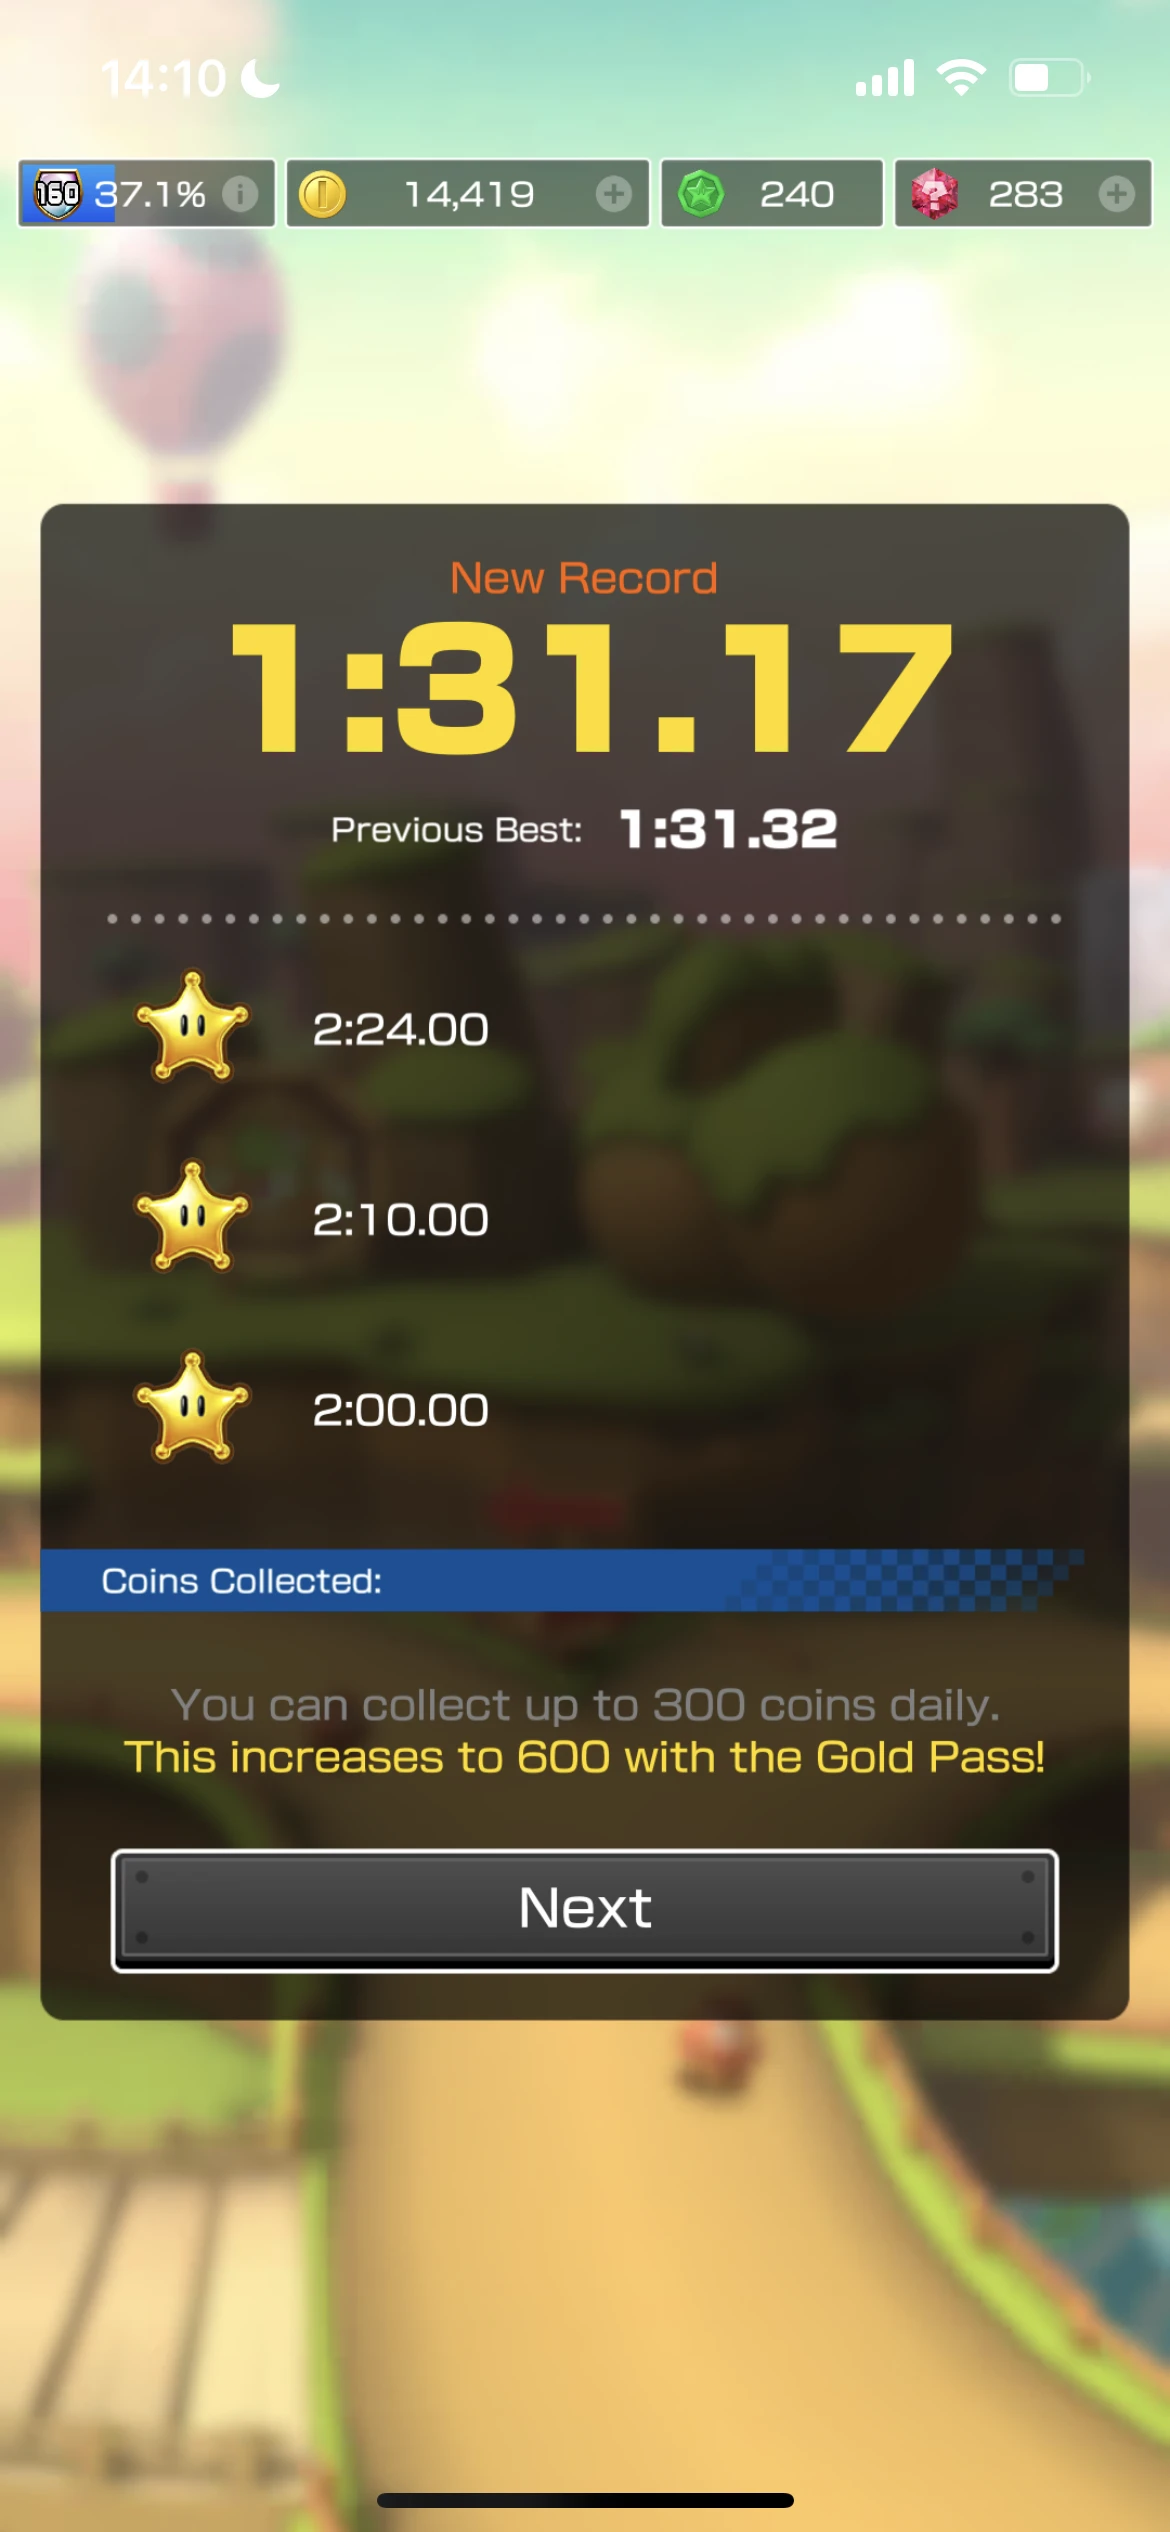 14:10
160 37.1% 14,419 240 283
New Record
1:31.17
Previous Best: 1:31.32
2:24.00
2:10.00
2:00.00
Coins Collected:
You can collect up to 300 coins daily.
This increases to 600 with the Gold Pass!
Next